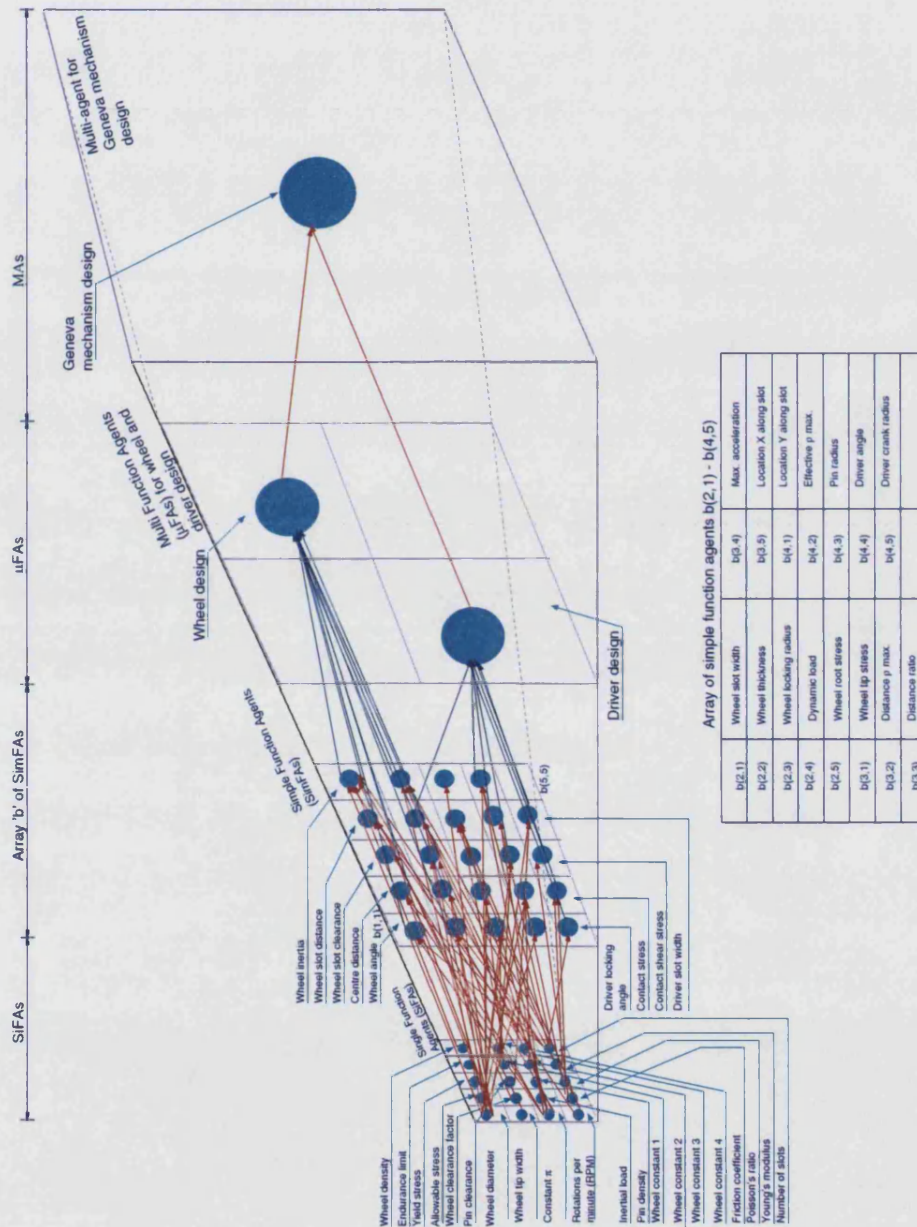 SiFAs
Array 'b' of SimFAs
µFAs
MAs
Multi-agent for
Geneva mechanism
design
Geneva
mechanism design
Multi Function Agents
(µFAs) for wheel and
driver design
Wheel design
Driver design
Simple Function Agents
(SimFAs)
b(5,5)
Wheel inertia
Wheel slot distance
Wheel slot clearance
Centre distance
Wheel angle b(1,1)
Single Function
Agents (SiFAs)
Driver locking
angle
Contact stress
Contact shear stress
Driver slot width
Wheel density
Endurance limit
Yield stress
Allowable stress
Wheel clearance factor
Pin clearance
Wheel diameter
Wheel tip width
Constant π
Rotations per
minute (RPM)
Inertial load
Pin density
Wheel constant 1
Wheel constant 2
Wheel constant 3
Wheel constant 4
Friction coefficient
Poisson's ratio
Young's modulus
Number of slots
Array of simple function agents b(2,1) - b(4,5)
b(2,1) Wheel slot width b(3,4) Max. acceleration
b(2,2) Wheel thickness b(3,5) Location X along slot
b(2,3) Wheel locking radius b(4,1) Location Y along slot
b(2,4) Dynamic load b(4,2) Effective ρ max.
b(2,5) Wheel root stress b(4,3) Pin radius
b(3,1) Wheel tip stress b(4,4) Driver angle
b(3,2) Distance ρ max. b(4,5) Driver crank radius
b(3,3) Distance ratio